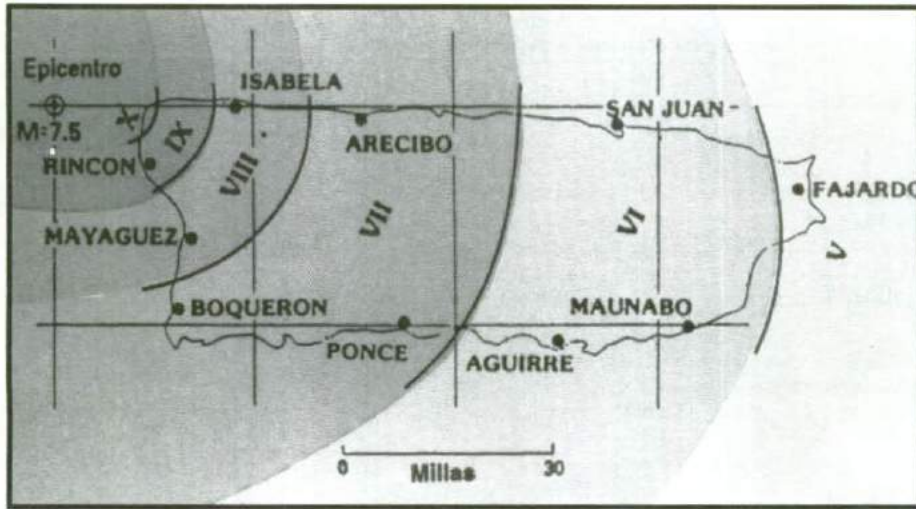 Epicentro
M=7.5
ISABELA
SAN JUAN
X
IX
RINCON
ARECIBO
VIII
FAJARDO
VII
VI
MAYAGUEZ
V
BOQUERON
MAUNABO
PONCE
AGUIRRE
0 30
Millas